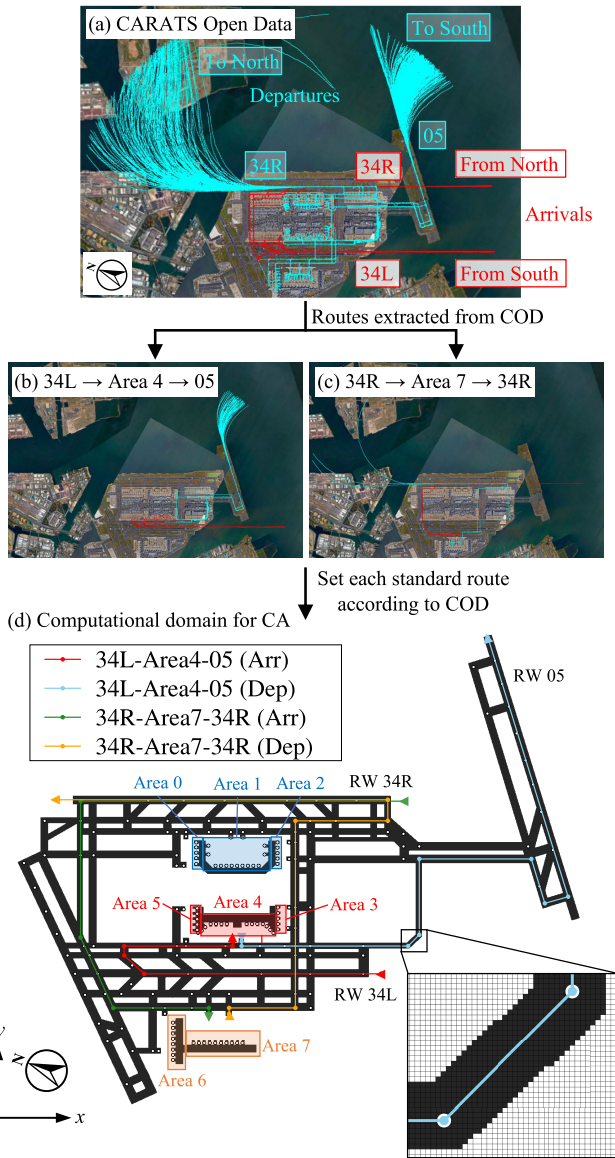 (a) CARATS Open Data
To South
To North
Departures
05
34R
34R
From North
Arrivals
34L
From South
N
Routes extracted from COD
(b) 34L → Area 4 → 05
(c) 34R → Area 7 → 34R
Set each standard route
according to COD
(d) Computational domain for CA
34L-Area4-05 (Arr)
34L-Area4-05 (Dep)
34R-Area7-34R (Arr)
34R-Area7-34R (Dep)
RW 05
Area 0
Area 1
Area 2
RW 34R
Area 5
Area 4
Area 3
RW 34L
Area 7
Area 6
y
N
x